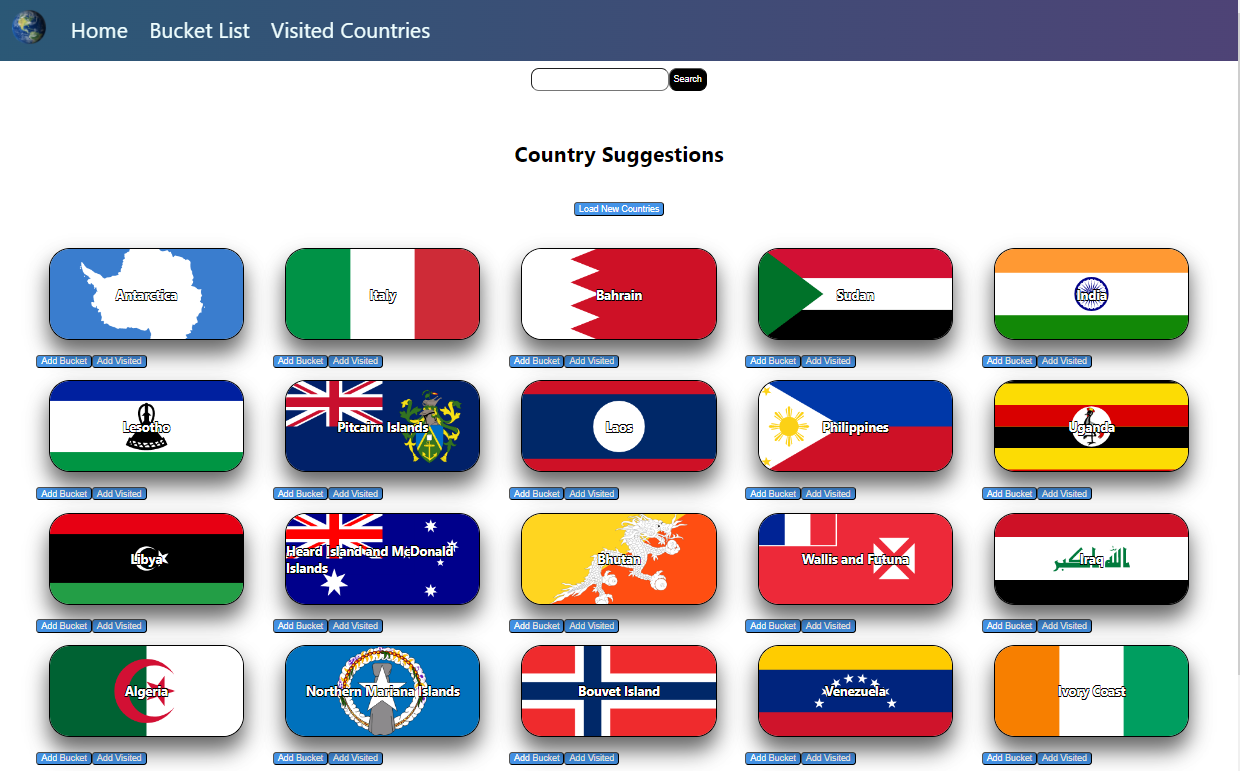 Home Bucket List Visited Countries
Search
Country Suggestions
Load New Countries
Antarctica Italy Bahrain Sudan India
Add Bucket Add Visited Add Bucket Add Visited Add Bucket Add Visited Add Bucket Add Visited Add Bucket Add Visited
Lesotho Pitcairn Islands Laos Philippines Uganda
Add Bucket Add Visited Add Bucket Add Visited Add Bucket Add Visited Add Bucket Add Visited Add Bucket Add Visited
Libya Heard Island and McDonald Islands Bhutan Wallis and Futuna Iraq
Add Bucket Add Visited Add Bucket Add Visited Add Bucket Add Visited Add Bucket Add Visited Add Bucket Add Visited
Algeria Northern Mariana Islands Bouvet Island Venezuela Ivory Coast
Add Bucket Add Visited Add Bucket Add Visited Add Bucket Add Visited Add Bucket Add Visited Add Bucket Add Visited